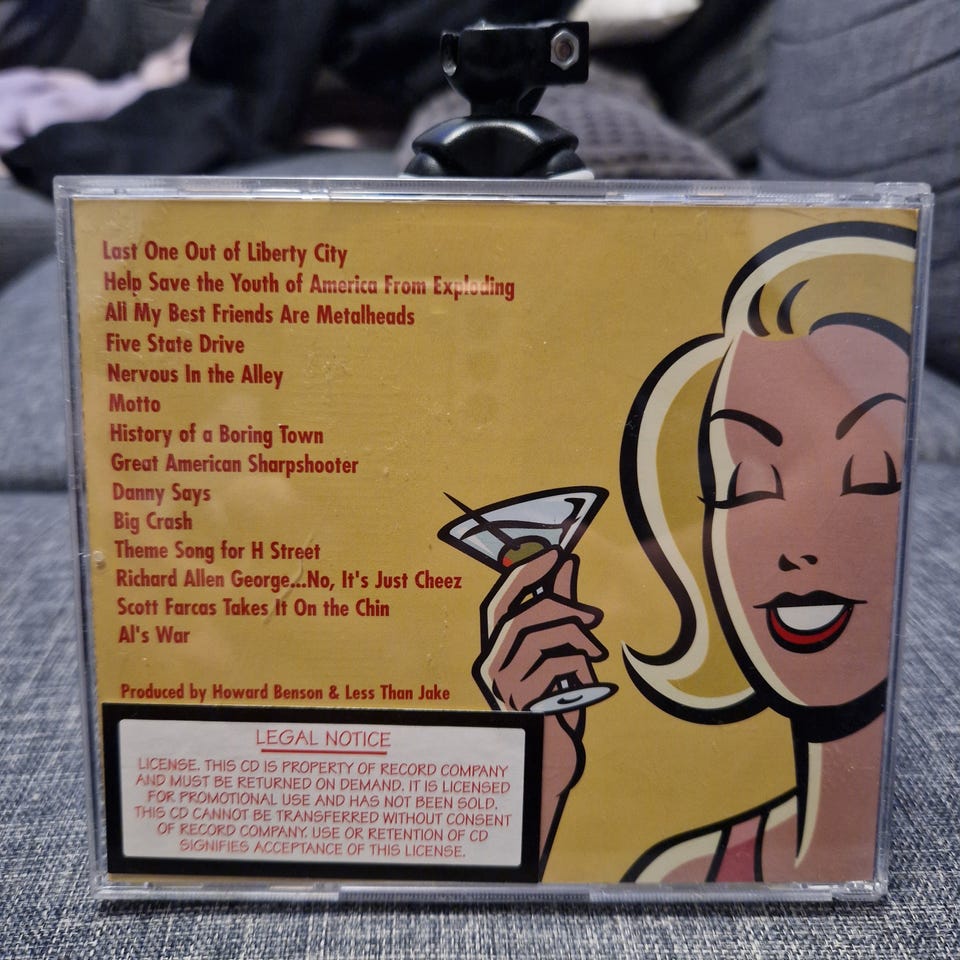 Last One Out of Liberty City
Help Save the Youth of America From Exploding
All My Best Friends Are Metalheads
Five State Drive
Nervous In the Alley
Motto
History of a Boring Town
Great American Sharpshooter
Danny Says
Big Crash
Theme Song for H Street
Richard Allen George...No, It's Just Cheez
Scott Farcas Takes It On the Chin
Al's War
Produced by Howard Benson & Less Than Jake
LEGAL NOTICE
LICENSE. THIS CD IS PROPERTY OF RECORD COMPANY
AND MUST BE RETURNED ON DEMAND. IT IS LICENSED
FOR PROMOTIONAL USE AND HAS NOT BEEN SOLD.
THIS CD CANNOT BE TRANSFERRED WITHOUT CONSENT
OF RECORD COMPANY. USE OR RETENTION OF CD
SIGNIFIES ACCEPTANCE OF THIS LICENSE.